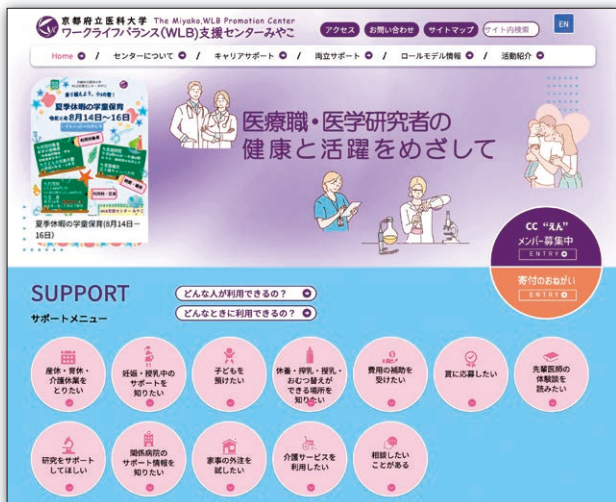 京都府立医科大学 The Miyako,WLB Promotion Center
ワークライフバランス(WLB)支援センターみやこ
アクセス
お問い合わせ
サイトマップ
サイト内検索
EN
Home / センターについて / キャリアサポート / 両立サポート / ロールモデル情報 / 活動紹介
夏季休暇の学童保育
8月14日~16日
夏季休暇の学童保育(8月14日−
16日)
医療職・医学研究者の
健康と活躍をめざして
CC “えん”
メンバー募集中
ENTRY
寄付のおねがい
ENTRY
SUPPORT
サポートメニュー
どんな人が利用できるの?
どんなときに利用できるの?
産休・育休・
介護休業を
とりたい
妊娠・授乳中の
サポートを
知りたい
子どもを
預けたい
休養・搾乳・授乳・
おむつ替えが
できる場所を
知りたい
費用の補助を
受けたい
賞に応募したい
先輩医師の
体験談を
読みたい
研究をサポート
してほしい
関係病院の
サポート情報を
知りたい
家事の外注を
試したい
介護サービスを
利用したい
相談したい
ことがある